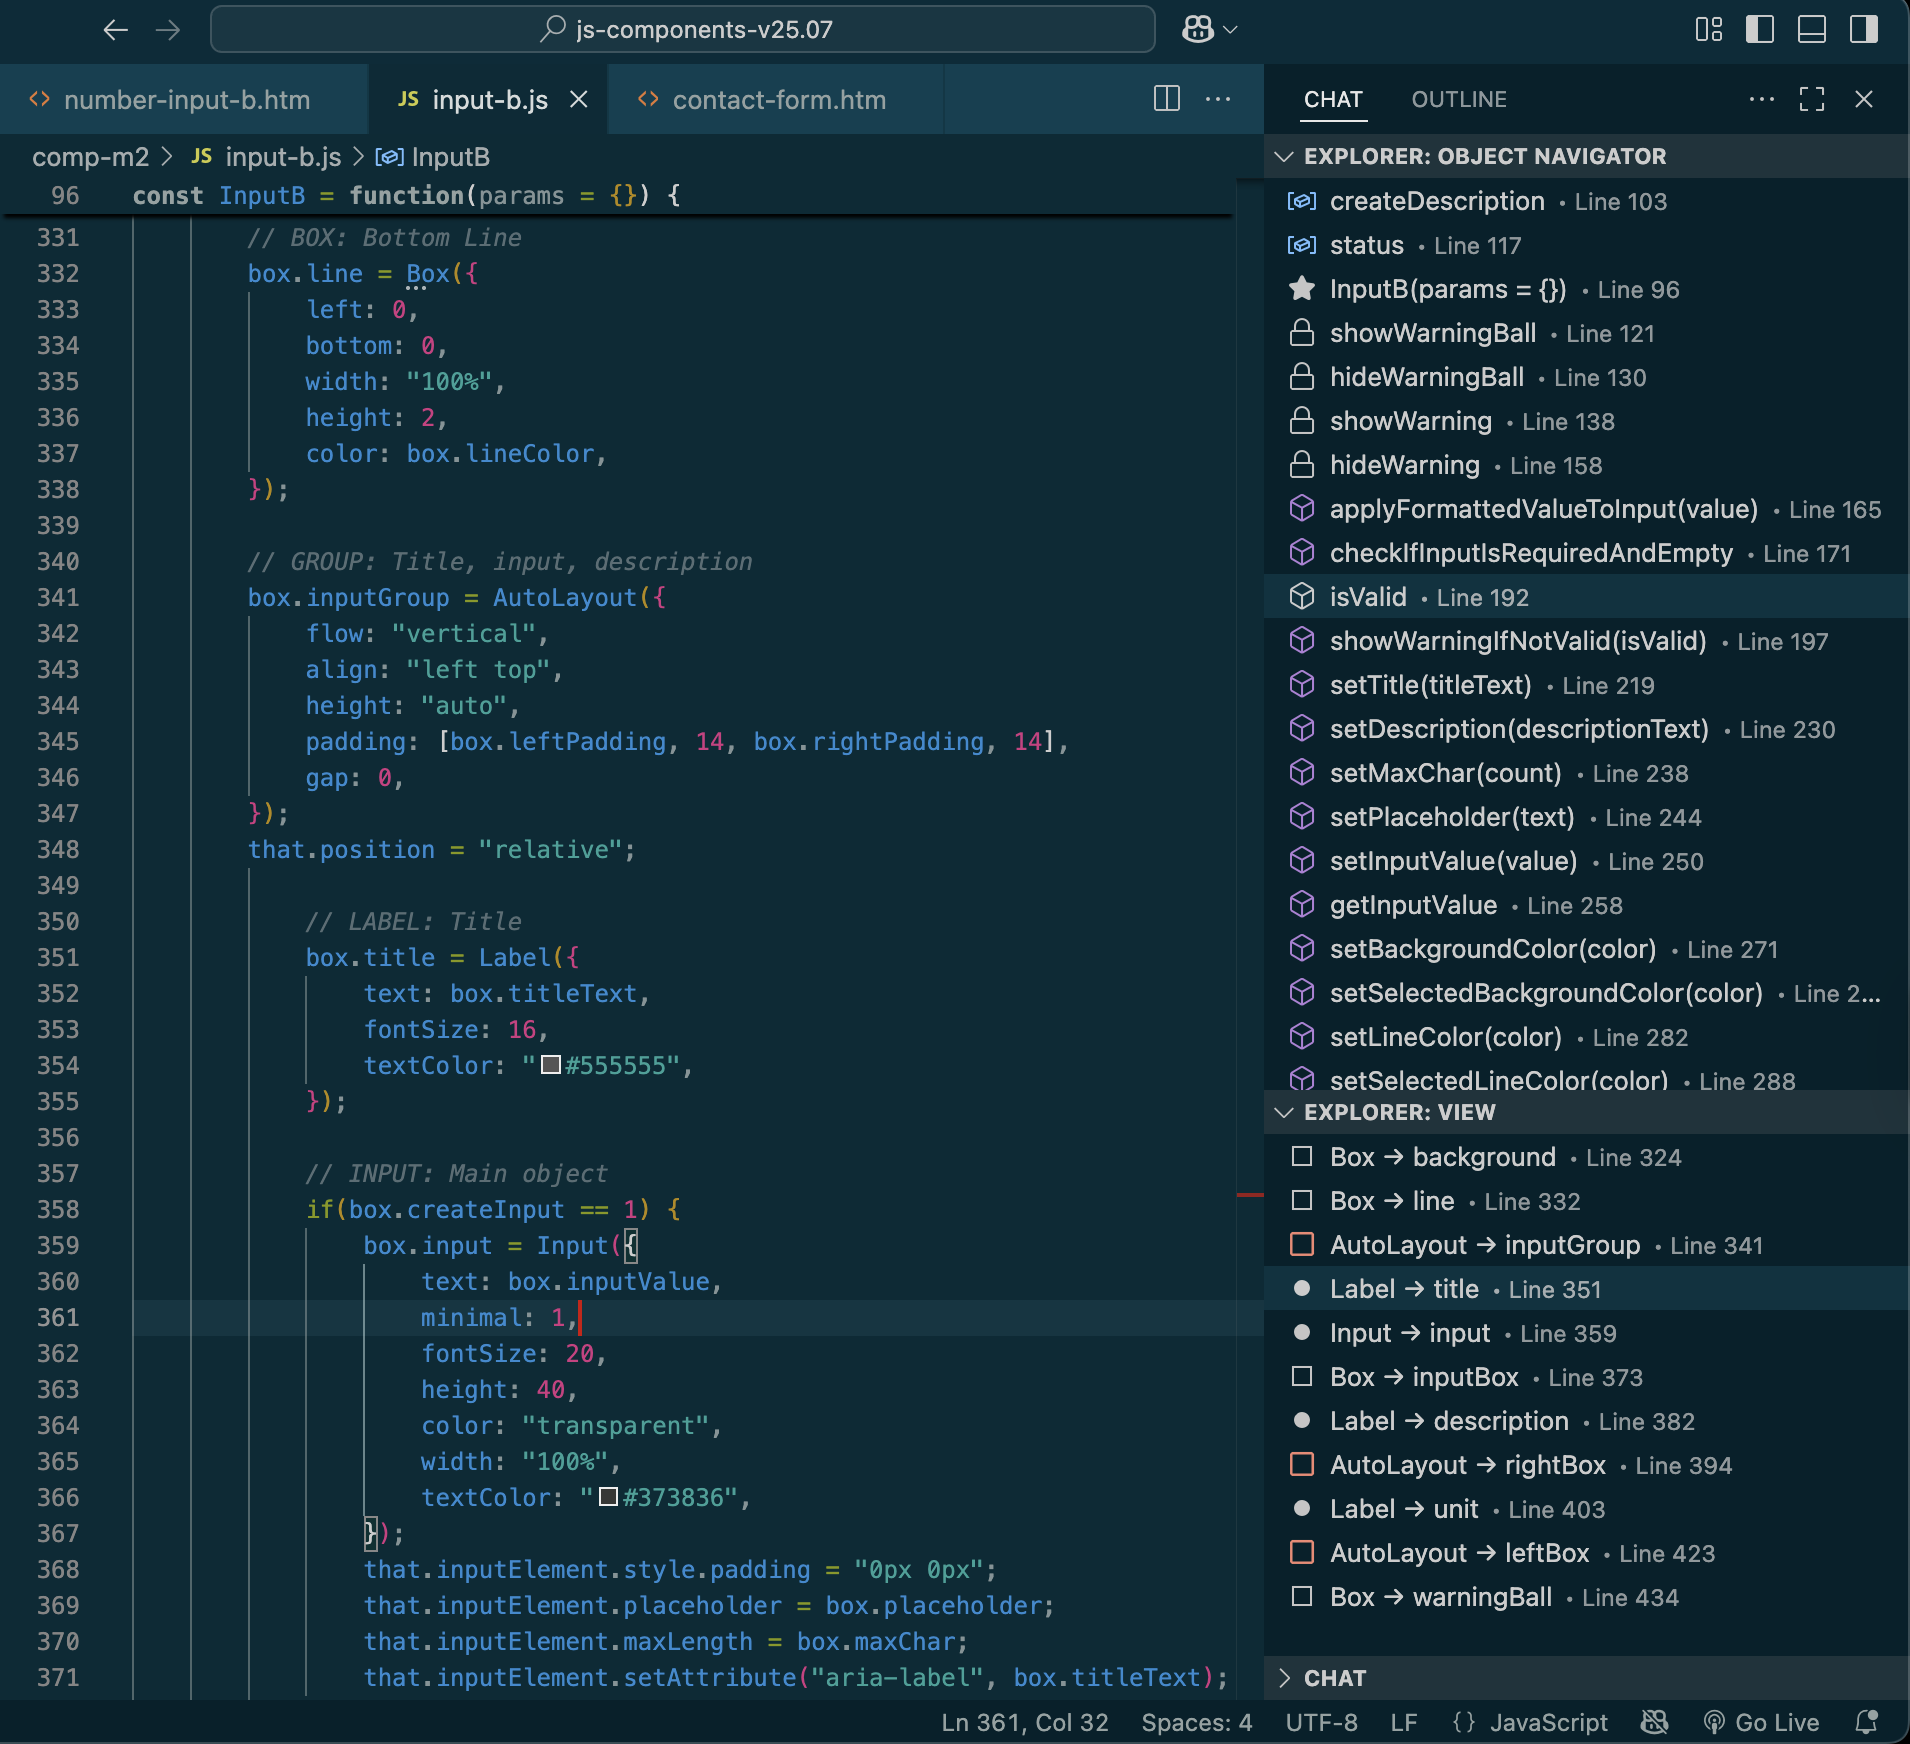 js-components-v25.07
number-input-b.htm
JS input-b.js
contact-form.htm
comp-m2 > JS input-b.js > InputB
96 const InputB = function(params = {}) {
331 // BOX: Bottom Line
332 box.line = Box({
333 left: 0,
334 bottom: 0,
335 width: "100%",
336 height: 2,
337 color: box.lineColor,
338 });
339
340 // GROUP: Title, input, description
341 box.inputGroup = AutoLayout({
342 flow: "vertical",
343 align: "left top",
344 height: "auto",
345 padding: [box.leftPadding, 14, box.rightPadding, 14],
346 gap: 0,
347 });
348 that.position = "relative";
349
350 // LABEL: Title
351 box.title = Label({
352 text: box.titleText,
353 fontSize: 16,
354 textColor: "#555555",
355 });
356
357 // INPUT: Main object
358 if(box.createInput == 1) {
359 box.input = Input({
360 text: box.inputValue,
361 minimal: 1,
362 fontSize: 20,
363 height: 40,
364 color: "transparent",
365 width: "100%",
366 textColor: "#373836",
367 });
368 that.inputElement.style.padding = "0px 0px";
369 that.inputElement.placeholder = box.placeholder;
370 that.inputElement.maxLength = box.maxChar;
371 that.inputElement.setAttribute("aria-label", box.titleText);
CHAT OUTLINE
EXPLORER: OBJECT NAVIGATOR
createDescription • Line 103
status • Line 117
InputB(params = {}) • Line 96
showWarningBall • Line 121
hideWarningBall • Line 130
showWarning • Line 138
hideWarning • Line 158
applyFormattedValueToInput(value) • Line 165
checkIfInputIsRequiredAndEmpty • Line 171
isValid • Line 192
showWarningIfNotValid(isValid) • Line 197
setTitle(titleText) • Line 219
setDescription(descriptionText) • Line 230
setMaxChar(count) • Line 238
setPlaceholder(text) • Line 244
setInputValue(value) • Line 250
getInputValue • Line 258
setBackgroundColor(color) • Line 271
setSelectedBackgroundColor(color) • Line 2...
setLineColor(color) • Line 282
setSelectedLineColor(color) • Line 288
EXPLORER: VIEW
Box → background • Line 324
Box → line • Line 332
AutoLayout → inputGroup • Line 341
Label → title • Line 351
Input → input • Line 359
Box → inputBox • Line 373
Label → description • Line 382
AutoLayout → rightBox • Line 394
Label → unit • Line 403
AutoLayout → leftBox • Line 423
Box → warningBall • Line 434
CHAT
Ln 361, Col 32 Spaces: 4 UTF-8 LF {} JavaScript Go Live